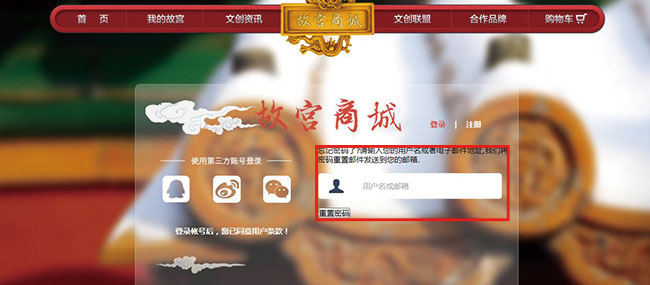 首 页
我的故宫
文创资讯
故宫商城
文创联盟
合作品牌
购物车
故宫商城
登录 | 注册
使用第三方账号登录
忘记密码了?请输入您的用户名或者电子邮件地址,我们将
密码重置邮件发送到您的邮箱.
用户名或邮箱
重置密码
登录帐号后，您已同意用户条款！